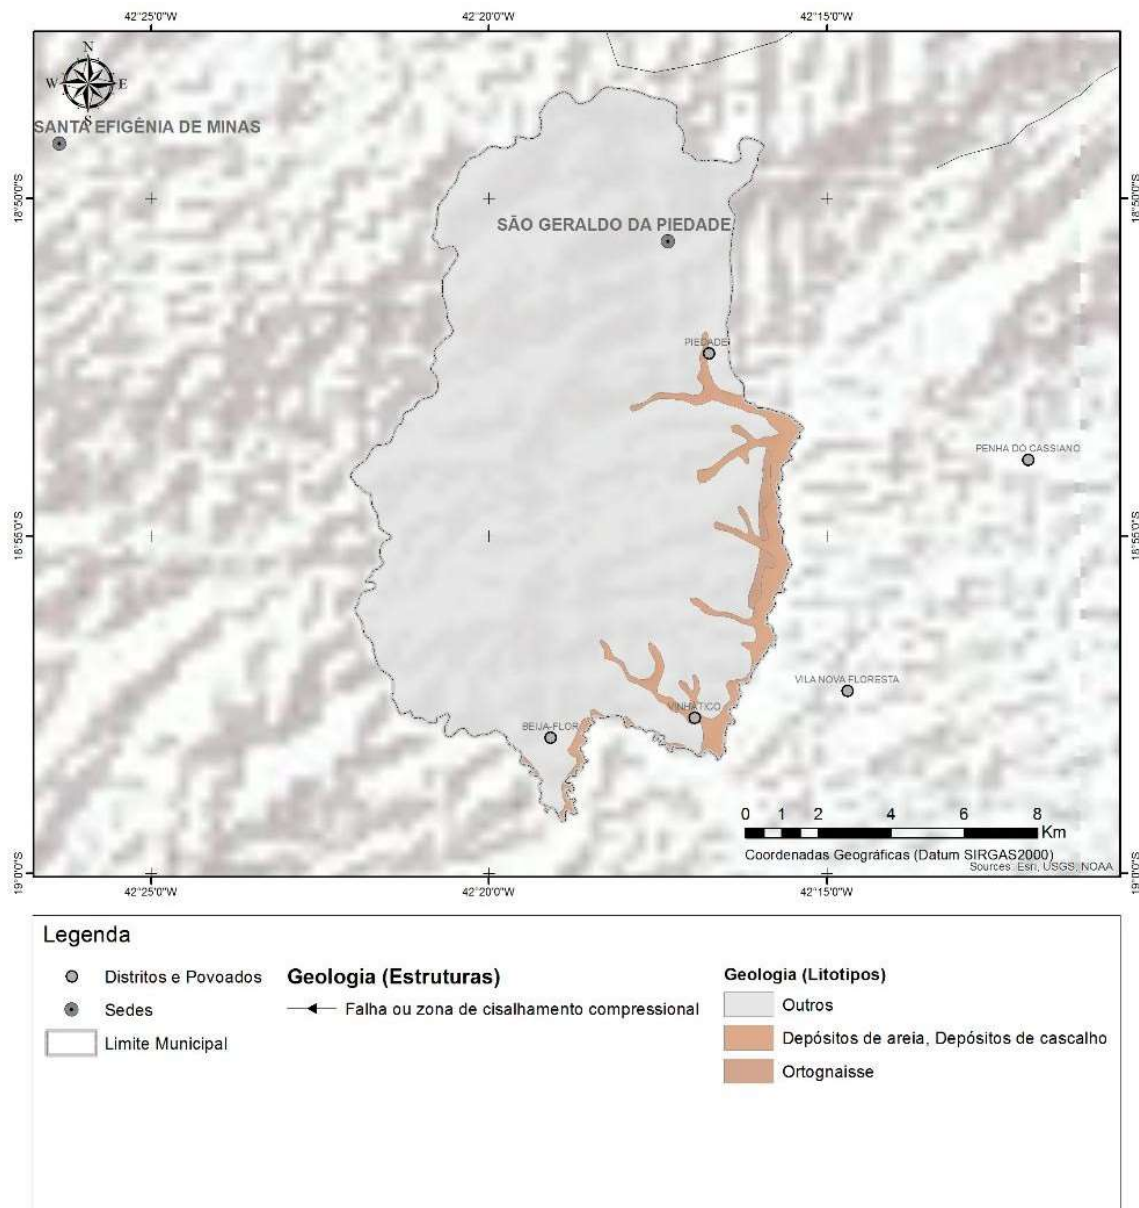 42°25'0"W 42°20'0"W 42°15'0"W
N
W E
S
SANTA EFIGÊNIA DE MINAS
18°50'0"S 18°50'0"S
SÃO GERALDO DA PIEDADE
PIEDADE
PENHA DO CASSIANO
18°55'0"S 18°55'0"S
VILA NOVA FLORESTA
VINHÁTICO
BEIJA-FLOR
0 1 2 4 6 8
Km
Coordenadas Geográficas (Datum SIRGAS2000)
Sources: Esri, USGS, NOAA
19°0'0"S 19°0'0"S
42°25'0"W 42°20'0"W 42°15'0"W
Legenda
Distritos e Povoados
Sedes
Limite Municipal
Geologia (Estruturas)
Falha ou zona de cisalhamento compressional
Geologia (Litotipos)
Outros
Depósitos de areia, Depósitos de cascalho
Ortognaisse